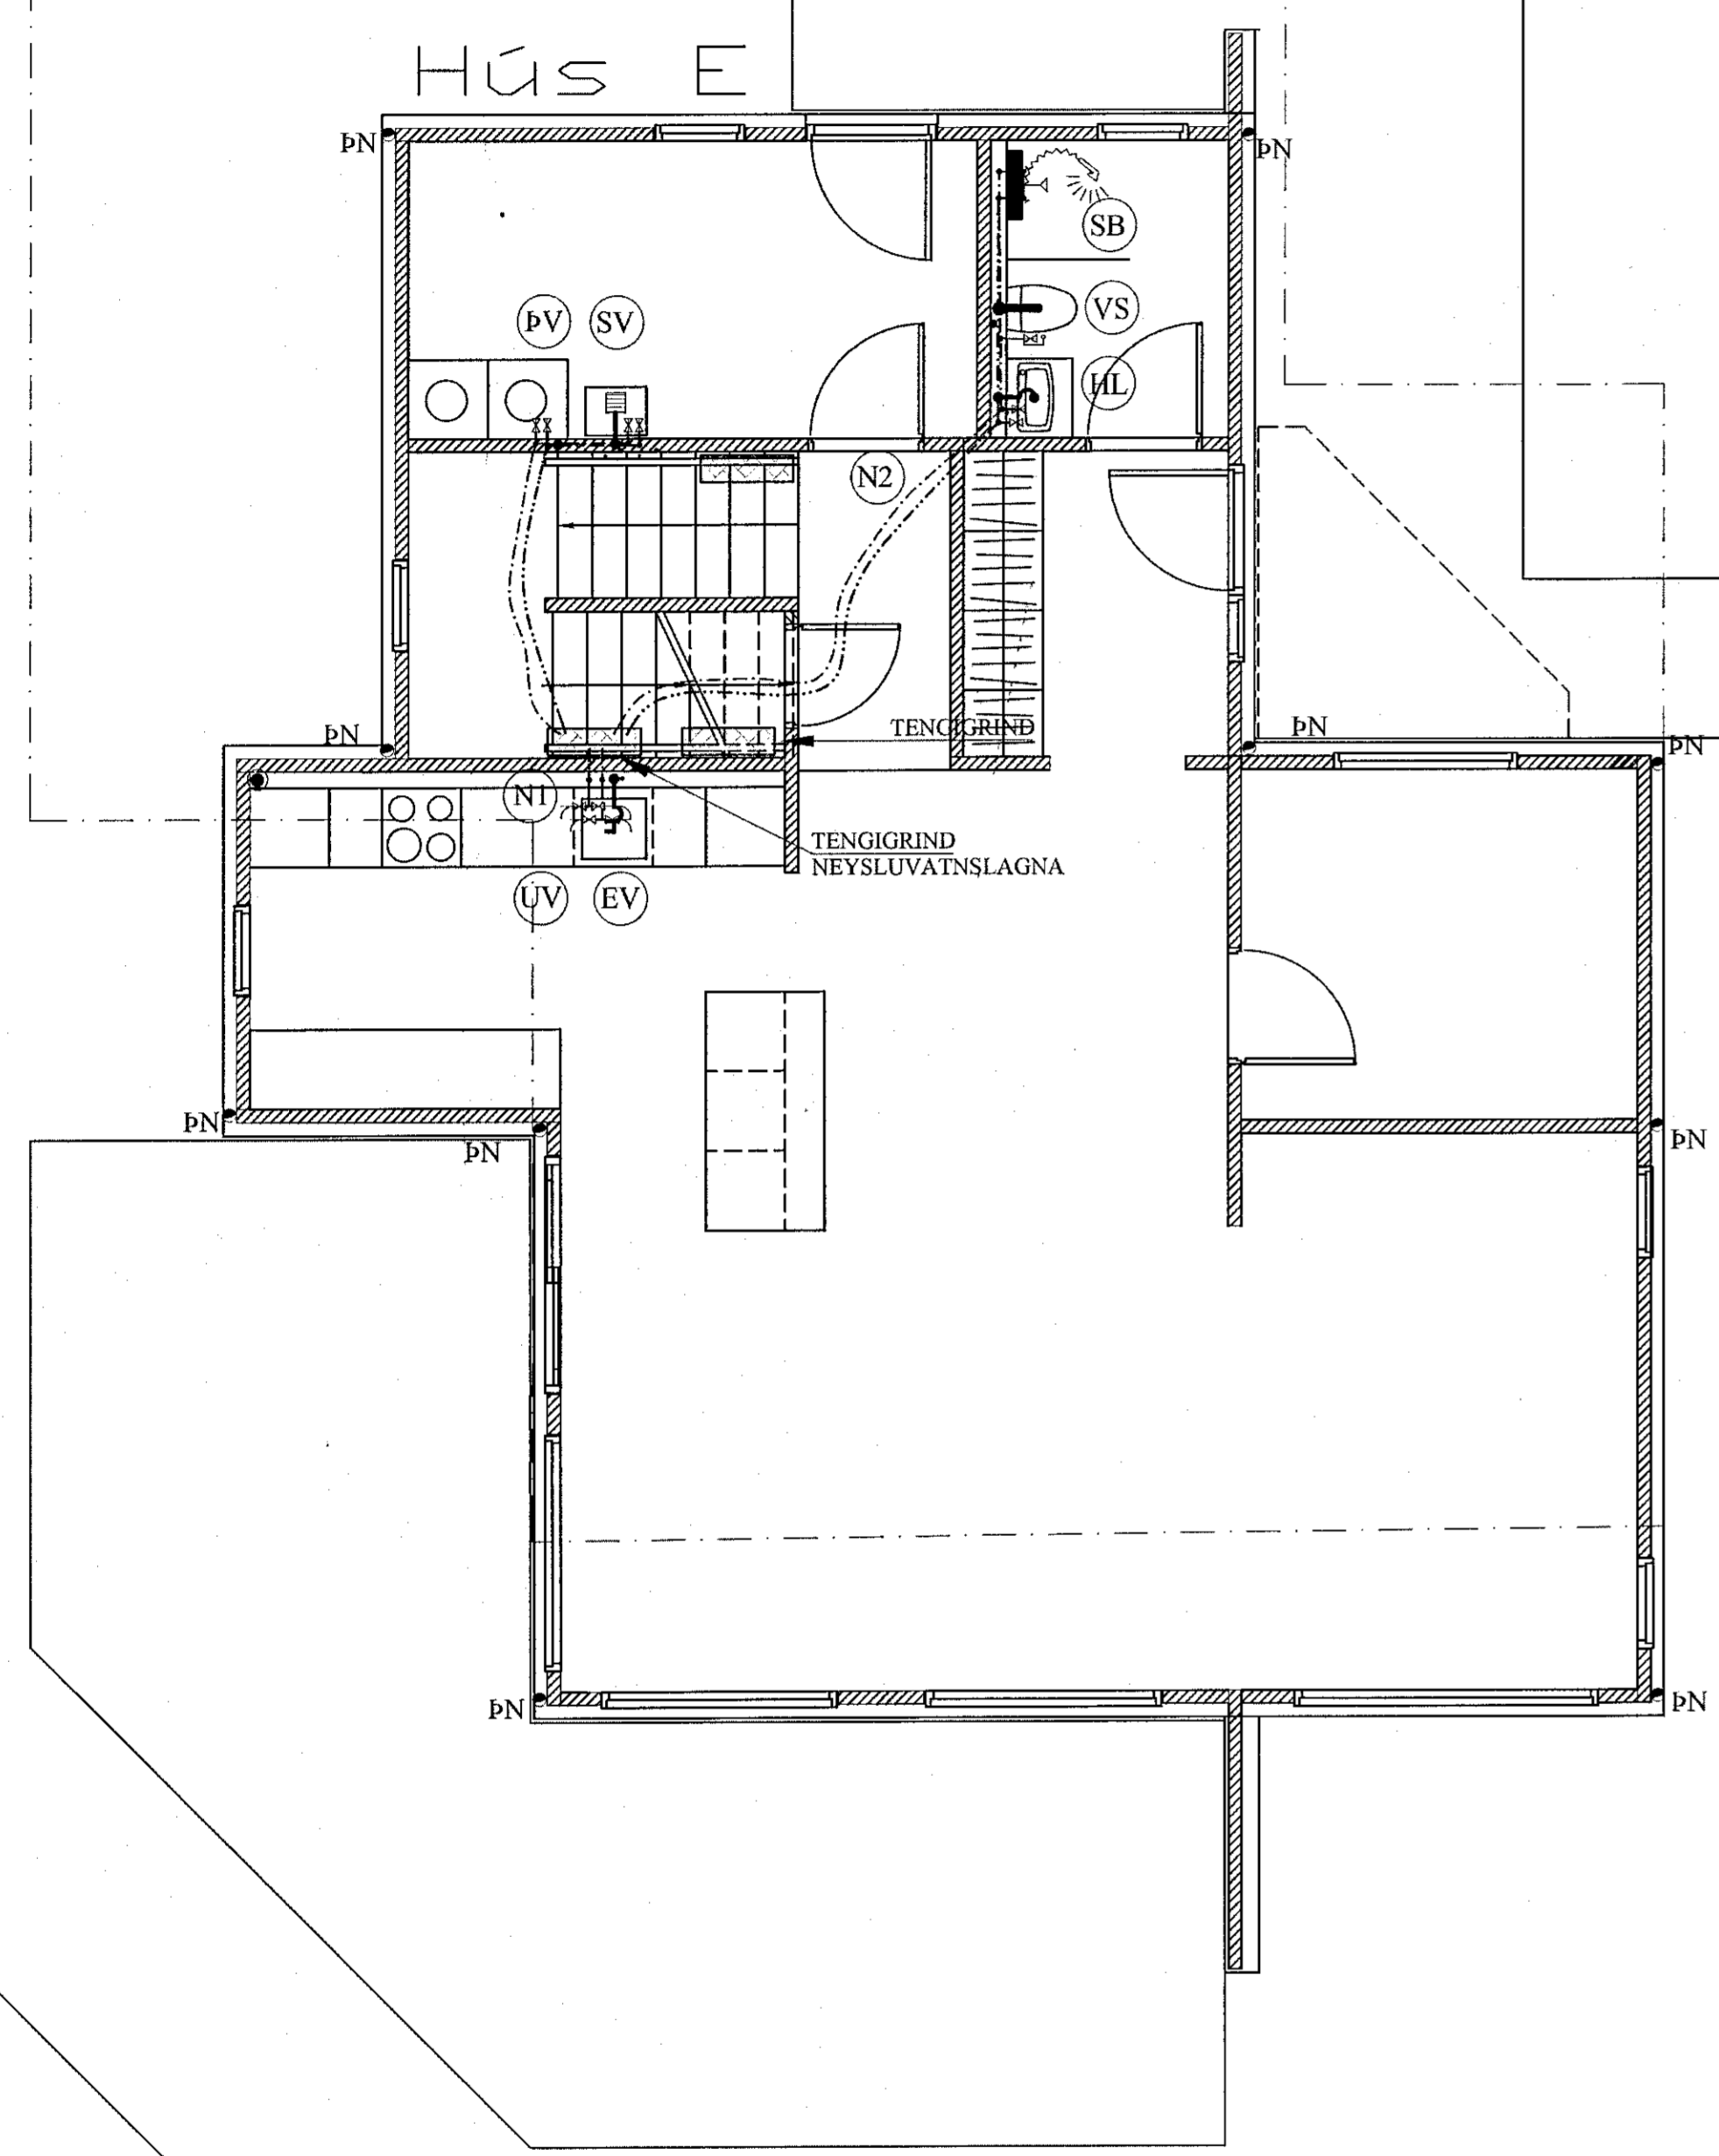 Hús E
ÞN
ÞN
SB
ÞV
SV
VS
HL
N2
TENGIGRIND
ÞN
ÞN
ÞN
N1
TENGIGRIND
NEYSLUVATNSLAGNA
UV
EV
ÞN
ÞN
ÞN
ÞN
ÞN